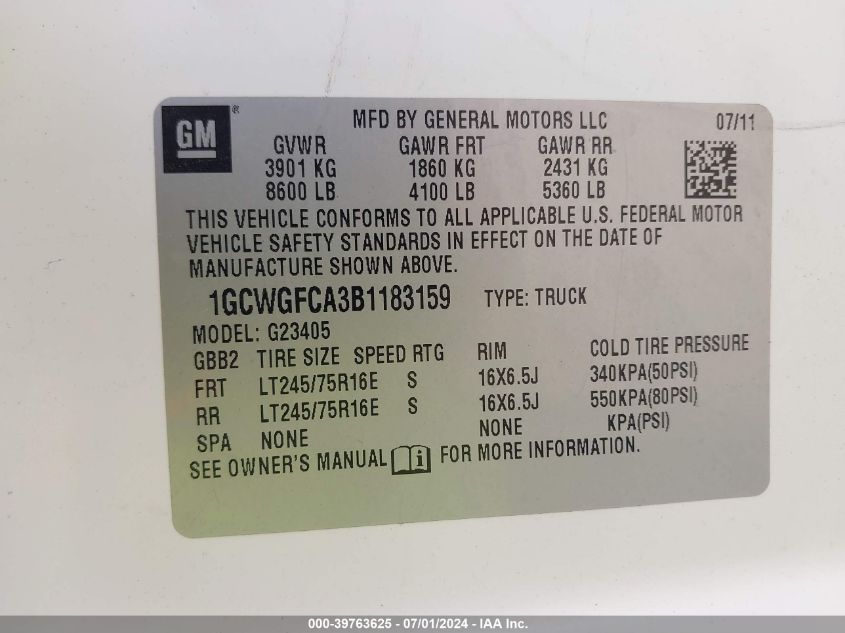 GM ® MFD BY GENERAL MOTORS LLC 07/11
GVWR GAWR FRT GAWR RR
3901 KG 1860 KG 2431 KG
8600 LB 4100 LB 5360 LB
THIS VEHICLE CONFORMS TO ALL APPLICABLE U.S. FEDERAL MOTOR
VEHICLE SAFETY STANDARDS IN EFFECT ON THE DATE OF
MANUFACTURE SHOWN ABOVE.
1GCWGFCA3B1183159 TYPE: TRUCK
MODEL: G23405
GBB2 TIRE SIZE SPEED RTG RIM COLD TIRE PRESSURE
FRT LT245/75R16E S 16X6.5J 340KPA(50PSI)
RR LT245/75R16E S 16X6.5J 550KPA(80PSI)
SPA NONE NONE KPA(PSI)
SEE OWNER'S MANUAL i FOR MORE INFORMATION.
000-39763625 - 07/01/2024 - IAA Inc.